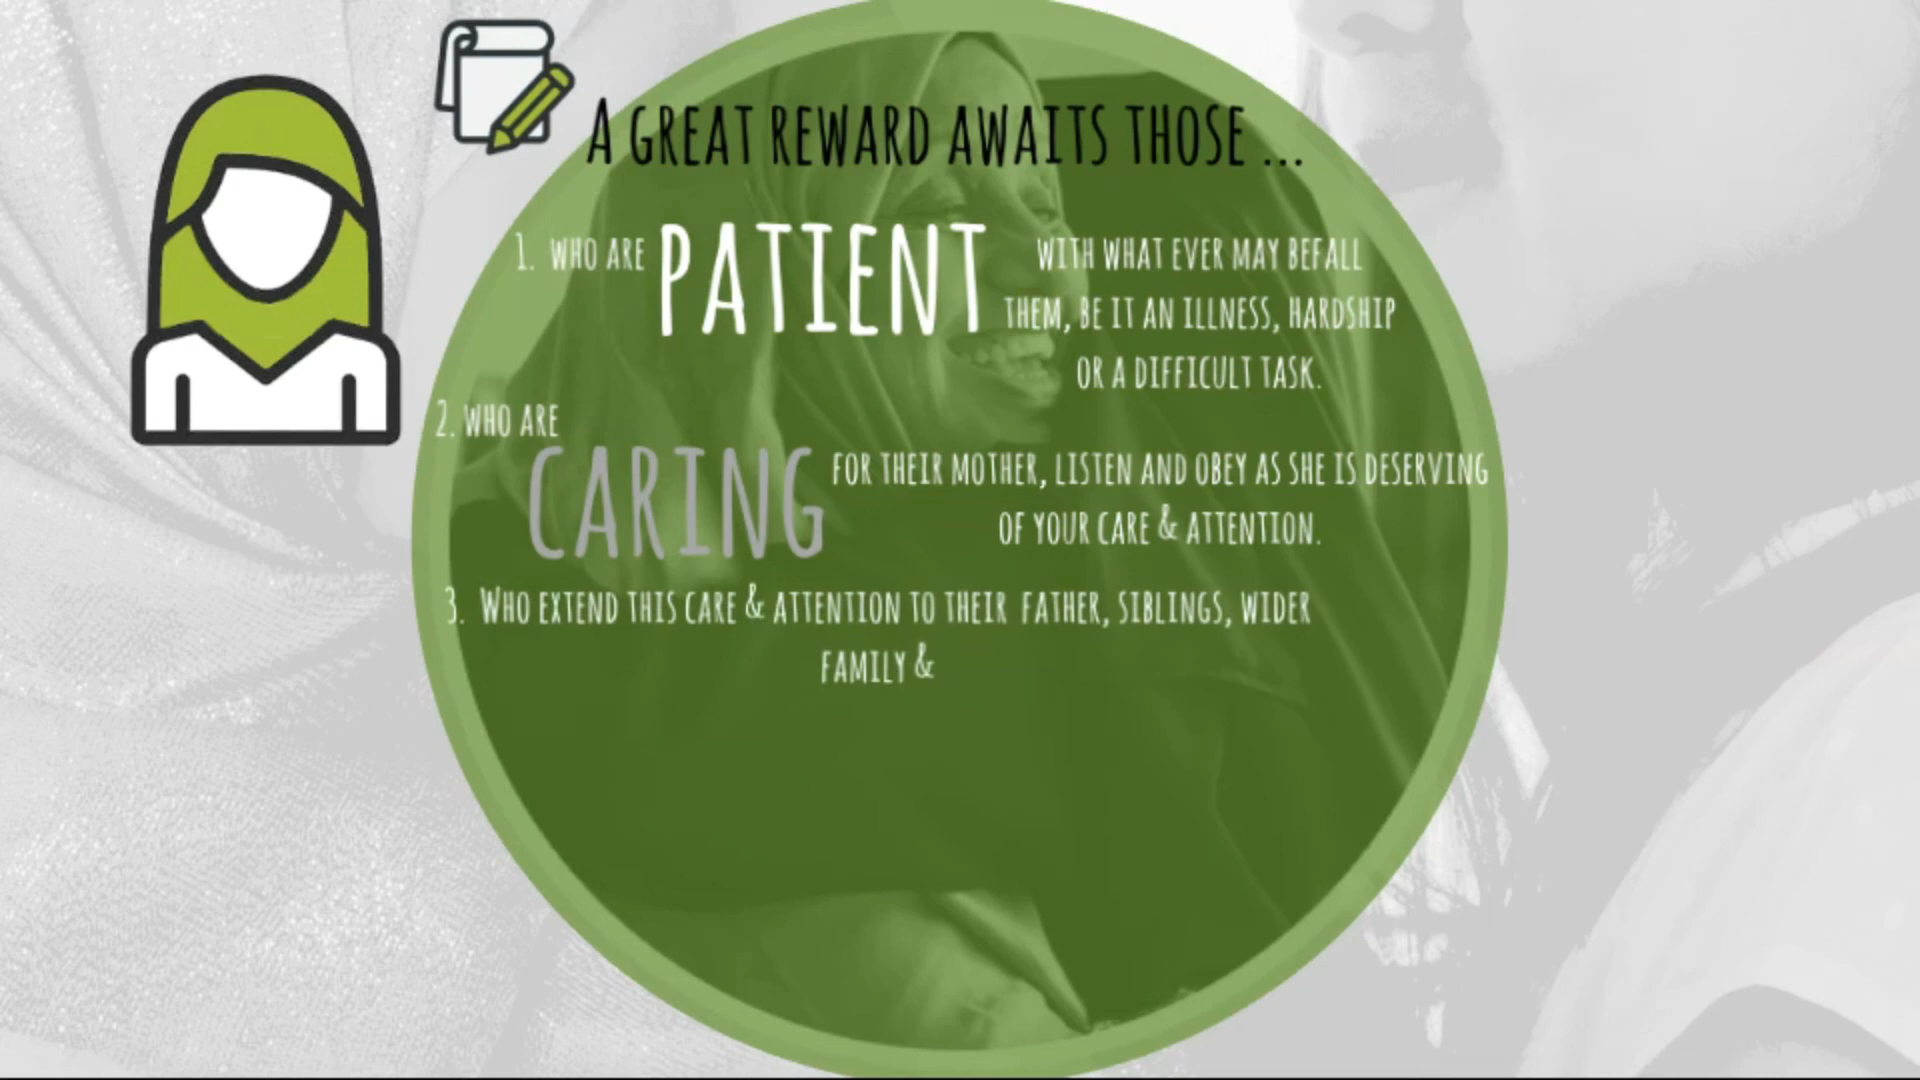 A GREAT REWARD AWAITS THOSE ...
1. WHO ARE PATIENT WITH WHAT EVER MAY BEFALL
THEM, BE IT AN ILLNESS, HARDSHIP
OR A DIFFICULT TASK.
2. WHO ARE
CARING FOR THEIR MOTHER, LISTEN AND OBEY AS SHE IS DESERVING
OF YOUR CARE & ATTENTION.
3. WHO EXTEND THIS CARE & ATTENTION TO THEIR FATHER, SIBLINGS, WIDER
FAMILY &